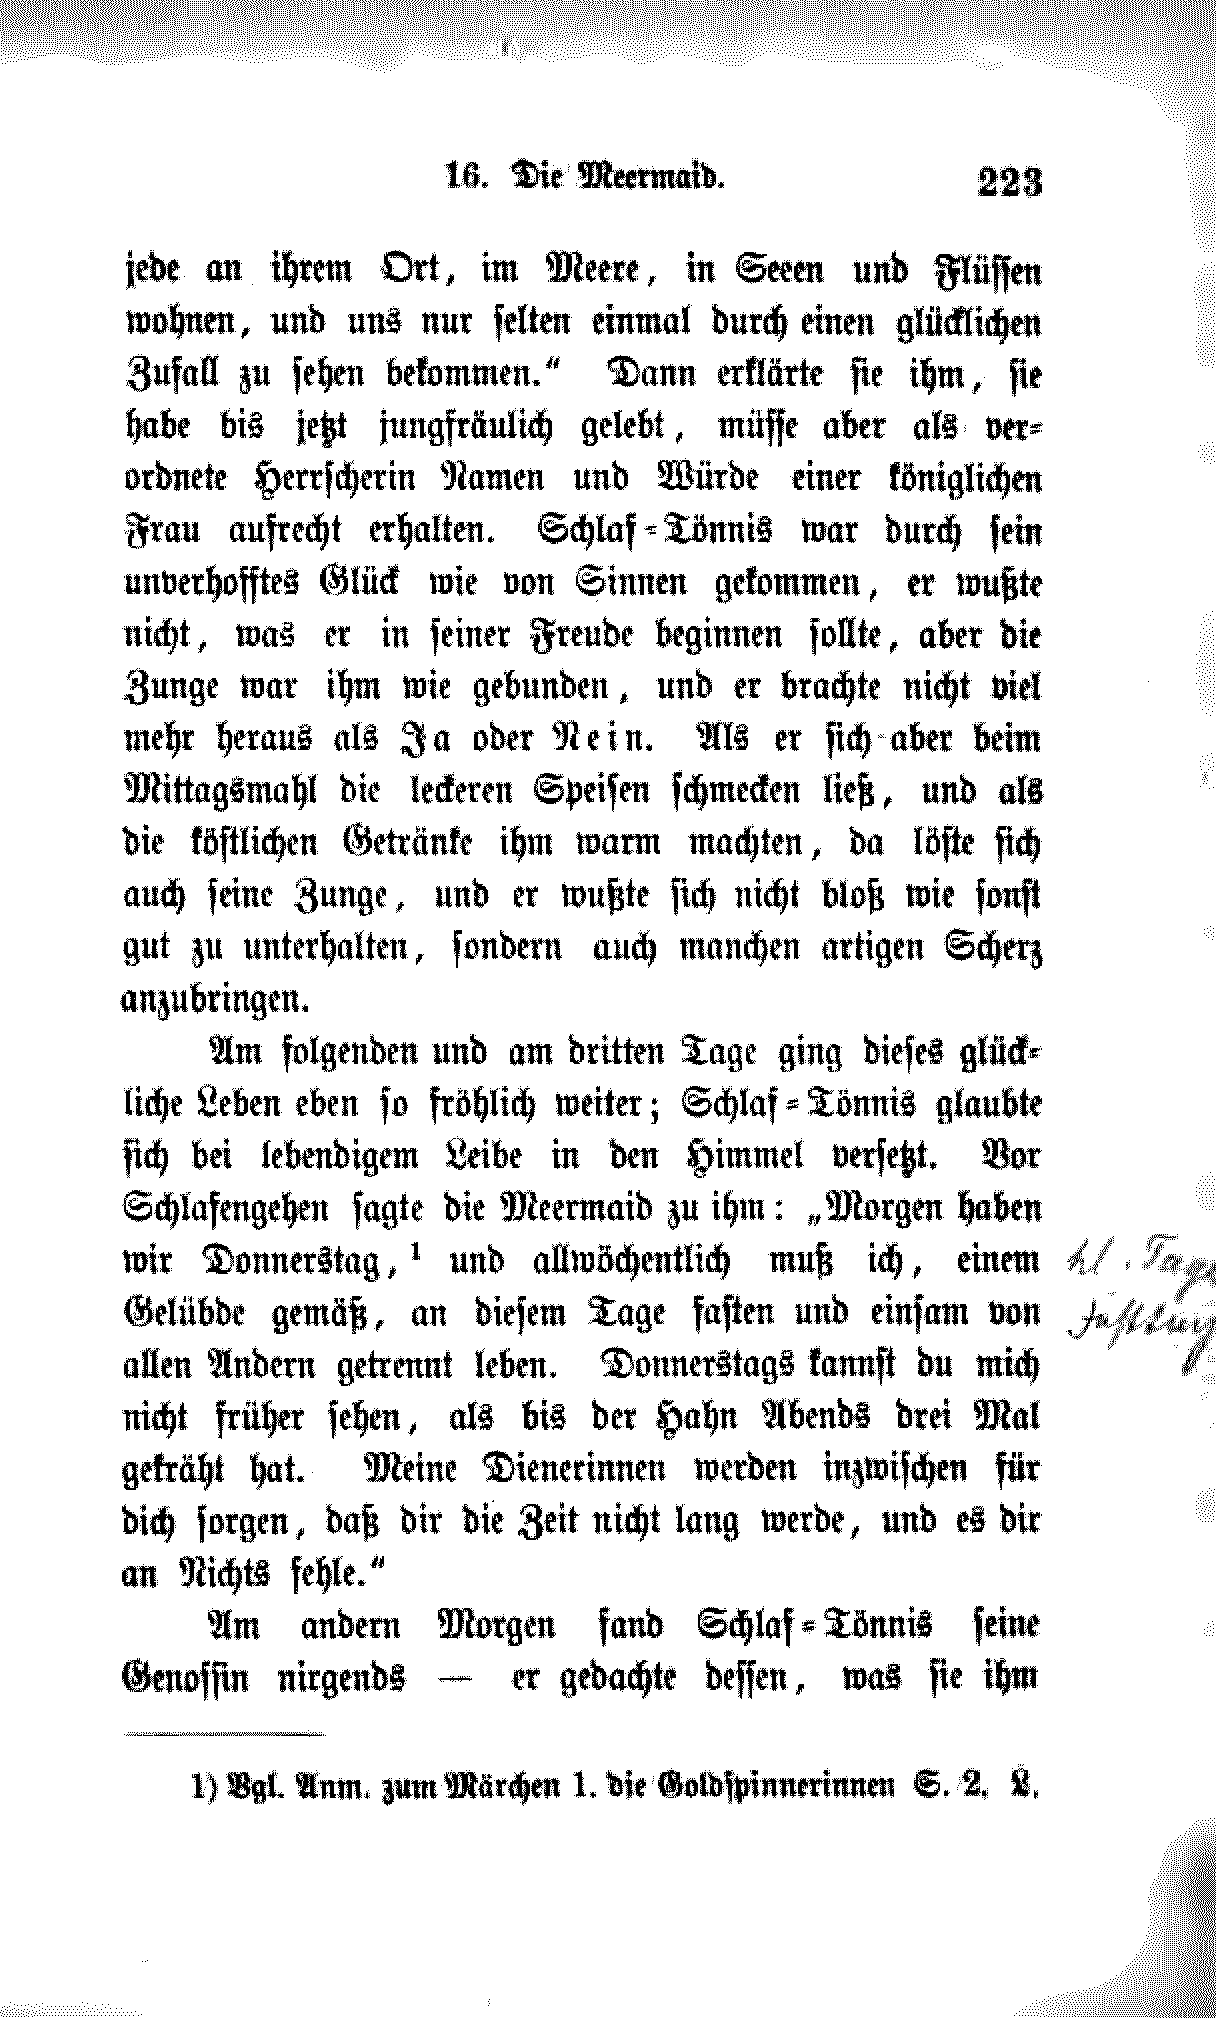 16. Die Meermaid. 223
jede an ihrem Ort, im Meere, in Seeen und Flüssen
wohnen, und uns nur selten einmal durch einen glücklichen
Zufall zu sehen bekommen.“ Dann erklärte sie ihm, sie
habe bis jetzt jungfräulich gelebt, müsse aber als ver-
ordnete Herrscherin Namen und Würde einer königlichen
Frau aufrecht erhalten. Schlaf-Tönnis war durch sein
unverhofftes Glück wie von Sinnen gekommen, er wußte
nicht, was er in seiner Freude beginnen sollte, aber die
Zunge war ihm wie gebunden, und er brachte nicht viel
mehr heraus als Ja oder Nein. Als er sich aber beim
Mittagsmahl die leckeren Speisen schmecken ließ, und als
die köstlichen Getränke ihm warm machten, da löste sich
auch seine Zunge, und er wußte sich nicht bloß wie sonst
gut zu unterhalten, sondern auch manchen artigen Scherz
anzubringen.
Am folgenden und am dritten Tage ging dieses glück-
liche Leben eben so fröhlich weiter; Schlaf-Tönnis glaubte
sich bei lebendigem Leibe in den Himmel versetzt. Vor
Schlafengehen sagte die Meermaid zu ihm: „Morgen haben
wir Donnerstag,¹ und allwöchentlich muß ich, einem
Gelübde gemäß, an diesem Tage fasten und einsam von
allen Andern getrennt leben. Donnerstags kannst du mich
nicht früher sehen, als bis der Hahn Abends drei Mal
gekräht hat. Meine Dienerinnen werden inzwischen für
dich sorgen, daß dir die Zeit nicht lang werde, und es dir
an Nichts fehle.“
Am andern Morgen fand Schlaf-Tönnis seine
Genossin nirgends — er gedachte dessen, was sie ihm
1) Vgl. Anm. zum Märchen 1. die Goldspinnerinnen S. 2. L.